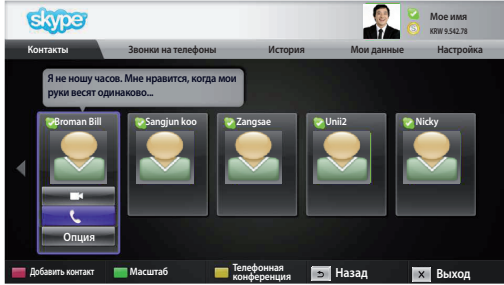 skype
Мое имя
KRW 9.542.78
Контакты
Звонки на телефоны
История
Мои данные
Настройка
Я не ношу часов. Мне нравится, когда мои
руки весят одинаково...
Broman Bill
Sangjun koo
Zangsae
Unii2
Nicky
Опция
Добавить контакт
Масштаб
Телефонная
конференция
Назад
Выход